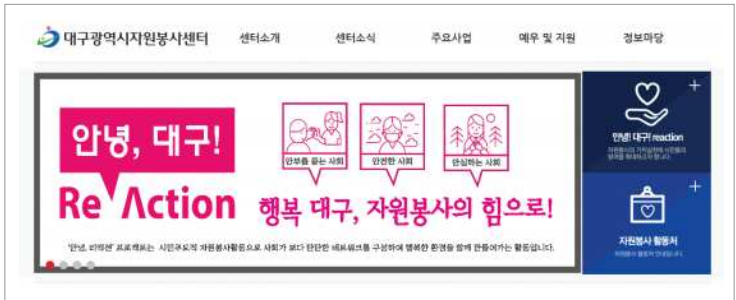 대구광역시자원봉사센터
센터소개 센터소식 주요사업 예우 및 지원 정보마당
안녕, 대구!
Re Action
안부를 묻는 사회 안전한 사회 안심하는 사회
행복 대구, 자원봉사의 힘으로!
'안녕, 리액션' 프로젝트는 시민주도적 자원봉사활동으로 사회가 보다 탄탄한 네트워크를 구성하여 행복한 환경을 함께 만들어가는 활동입니다.
안녕! 대구! reaction
자원봉사 활동처